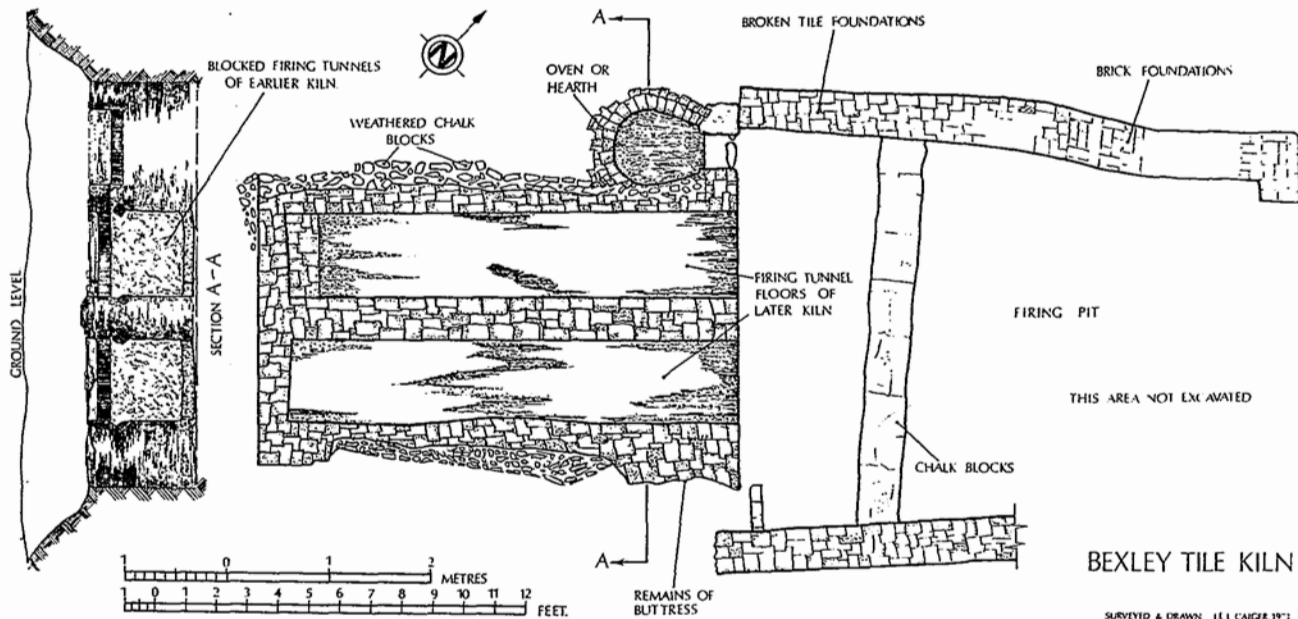 A
BROKEN TILE FOUNDATIONS
BLOCKED FIRING TUNNELS
OF EARLIER KILN.
OVEN OR
HEARTH
BRICK FOUNDATIONS
N
WEATHERED CHALK
BLOCKS
GROUND LEVEL
SECTION A-A
FIRING TUNNEL
FLOORS OF
LATER KILN
FIRING PIT
THIS AREA NOT EXCAVATED
CHALK BLOCKS
A
1 0 1 2
METRES
1 0 1 2 3 4 5 6 7 8 9 10 11 12
FEET.
REMAINS OF
BUTTRESS
BEXLEY TILE KILN
SURVEYED & DRAWN CAIGER